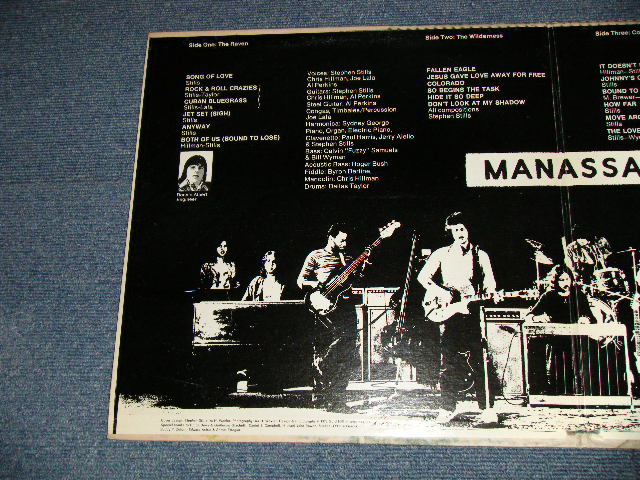 Side One: The Raven
SONG OF LOVE
Stills
ROCK & ROLL CRAZIES
Stills-Taylor
CUBAN BLUEGRASS
Stills-Lala
JET SET (SIGH)
Stills
ANYWAY
Stills
BOTH OF US (BOUND TO LOSE)
Hillman-Stills
Ronnie Albert
Engineer
Voices: Stephen Stills
Chris Hillman, Joe Lala
Al Perkins
Guitars: Stephen Stills
Chris Hillman, Al Perkins
Steel Guitar: Al Perkins
Congas, Timbales/Percussion
Joe Lala
Harmonica: Sydney George
Piano, Organ, Electric Piano,
Clavenette: Paul Harris, Jerry Aiello
& Stephen Stills
Bass: Calvin "Fuzzy" Samuels
& Bill Wyman
Acoustic Bass: Roger Bush
Fiddle: Byron Berline
Mandolin: Chris Hillman
Drums: Dallas Taylor
Side Two: The Wilderness
FALLEN EAGLE
JESUS GAVE LOVE AWAY FOR FREE
COLORADO
SO BEGINS THE TASK
HIDE IT SO DEEP
DON'T LOOK AT MY SHADOW
All compositions
Stephen Stills
Side Three: Co
IT DOESN'T
Hillman-Stills
JOHNNY'S
Stills
BOUND TO
M. Brewer
HOW FAR
Stills
MOVE
Stills
THE LOVE
Stills-Wy
MANASSA